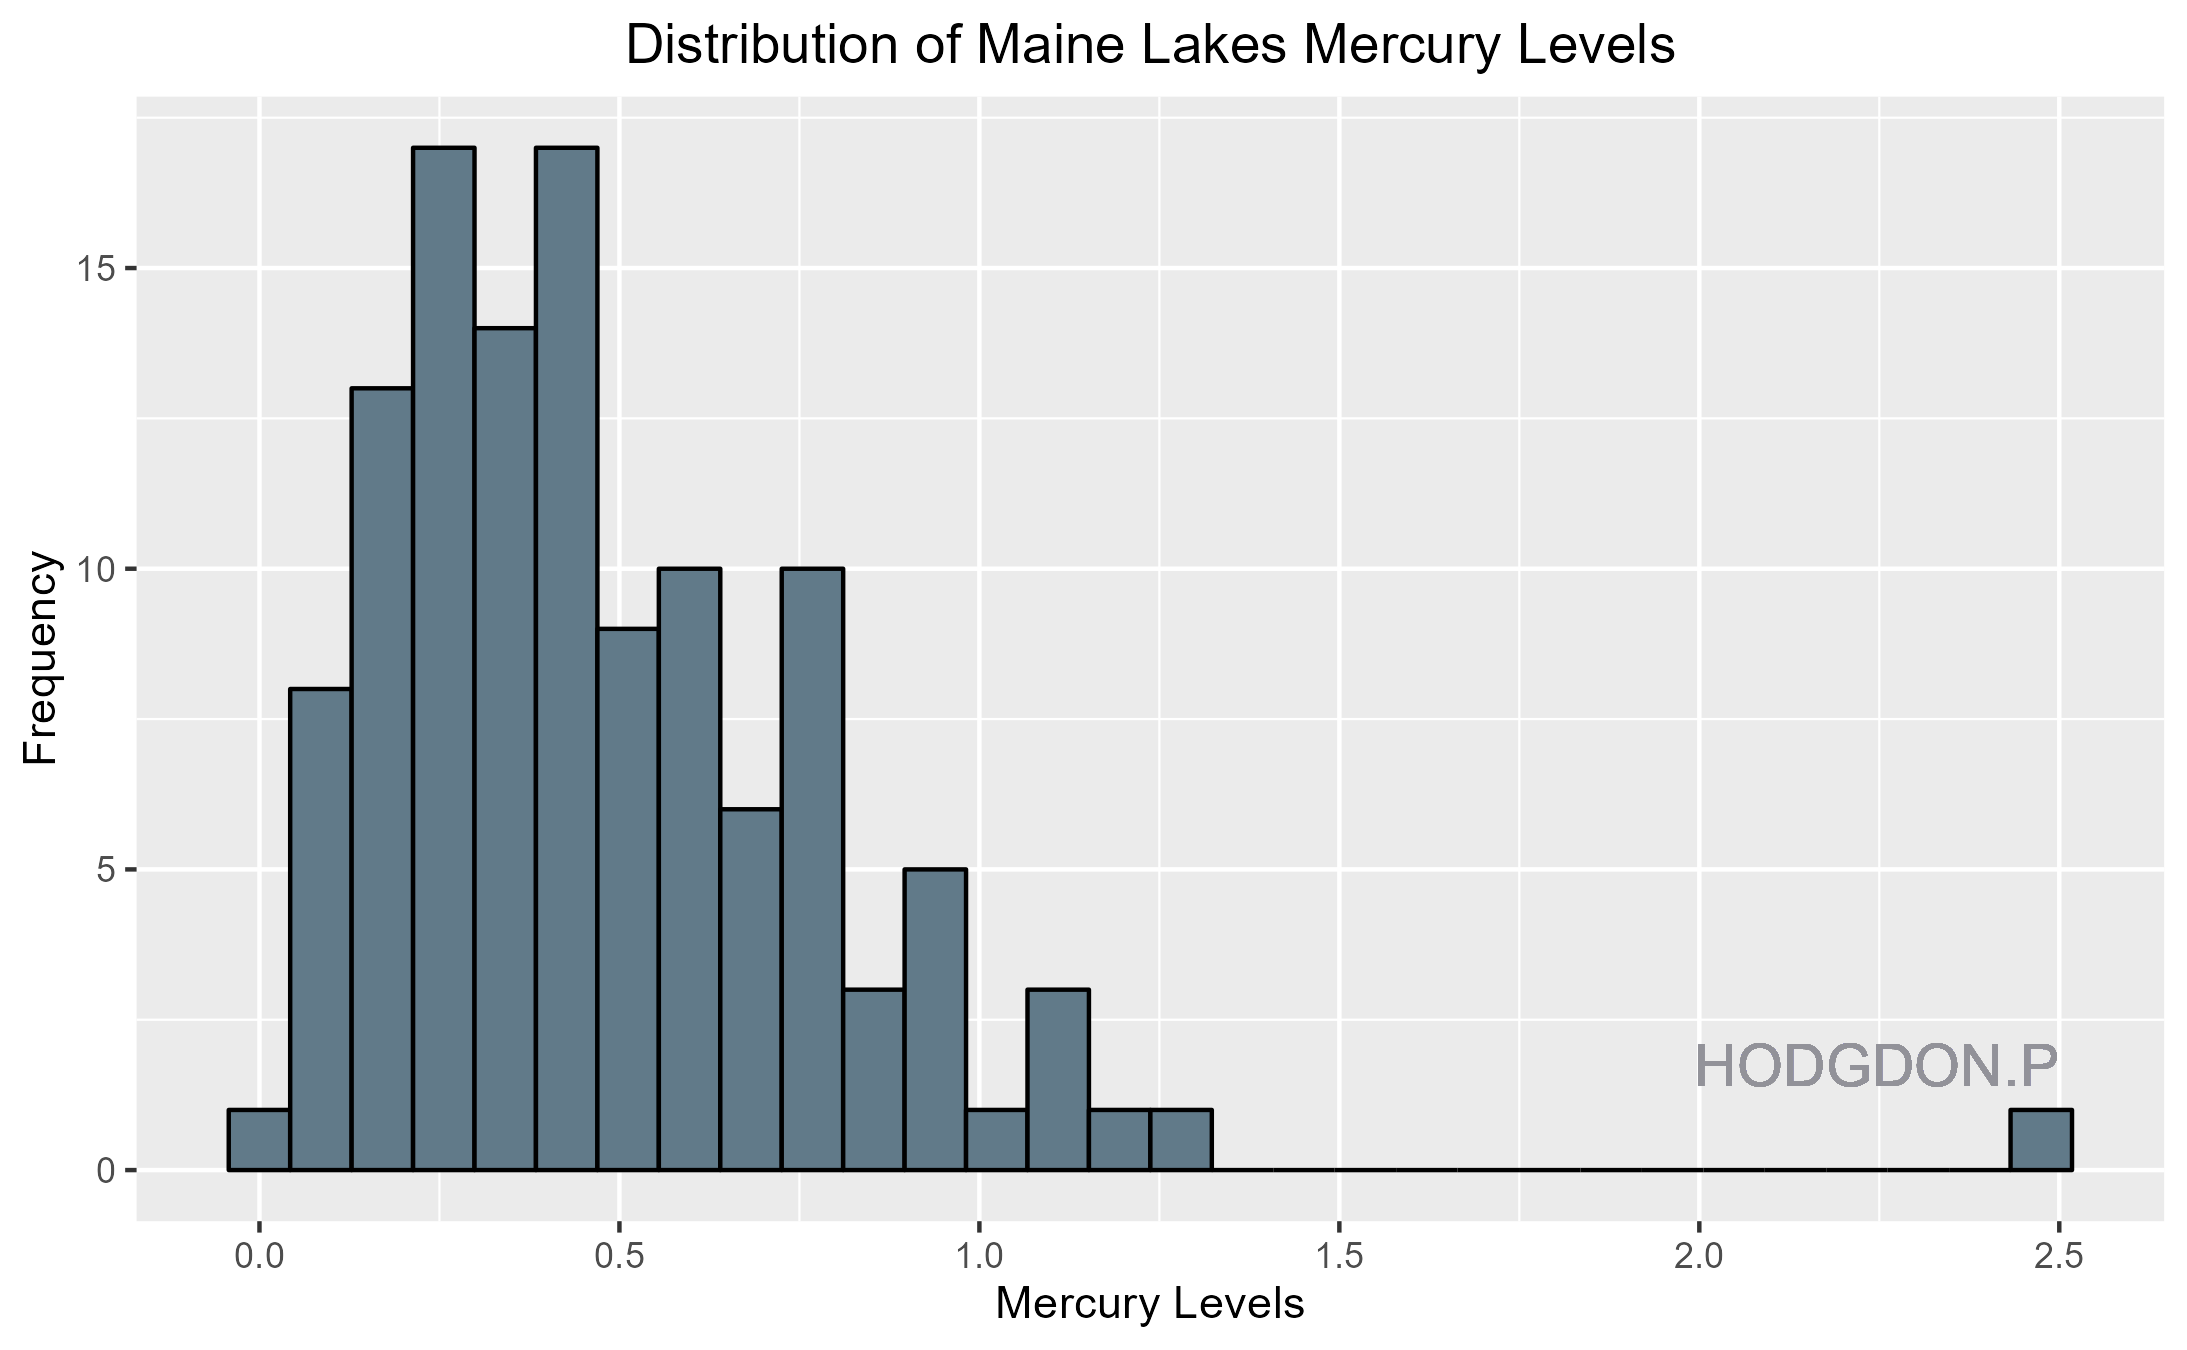 Distribution of Maine Lakes Mercury Levels
Frequency
15
10
5
0
HODGDON.P
0.0 0.5 1.0 1.5 2.0 2.5
Mercury Levels